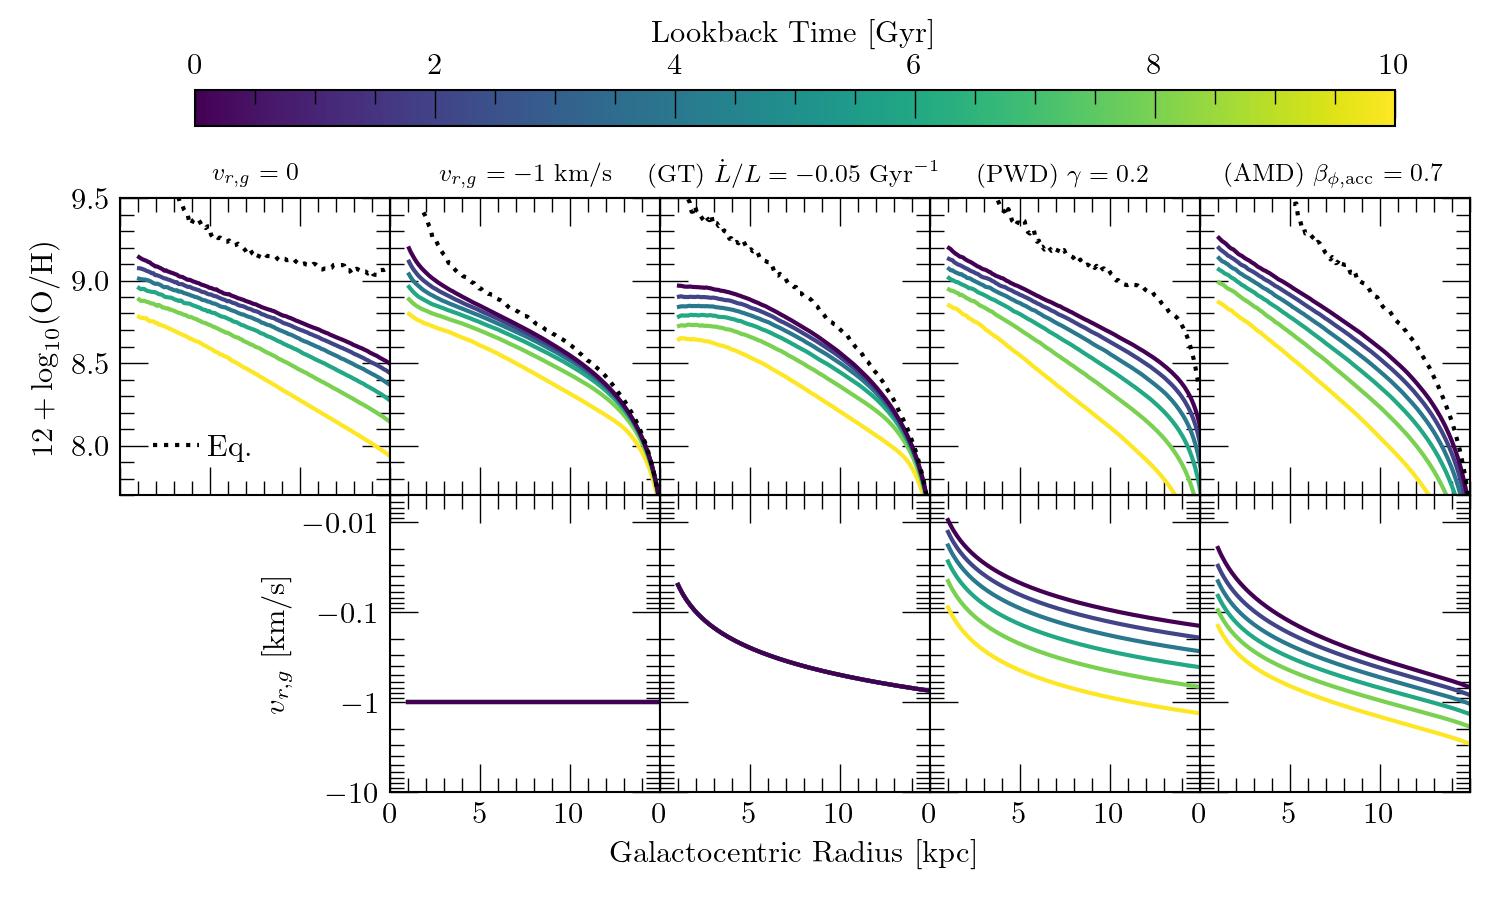 Lookback Time [Gyr]
0 2 4 6 8 10
v_{r,g} = 0
v_{r,g} = −1 km/s
(GT) L̇/L = −0.05 Gyr⁻¹
(PWD) γ = 0.2
(AMD) β_{ϕ,acc} = 0.7
12 + log₁₀(O/H)
9.5
9.0
8.5
8.0
Eq.
v_{r,g} [km/s]
−0.01
−0.1
−1
−10
0 5 10 0 5 10 0 5 10 0 5 10
Galactocentric Radius [kpc]